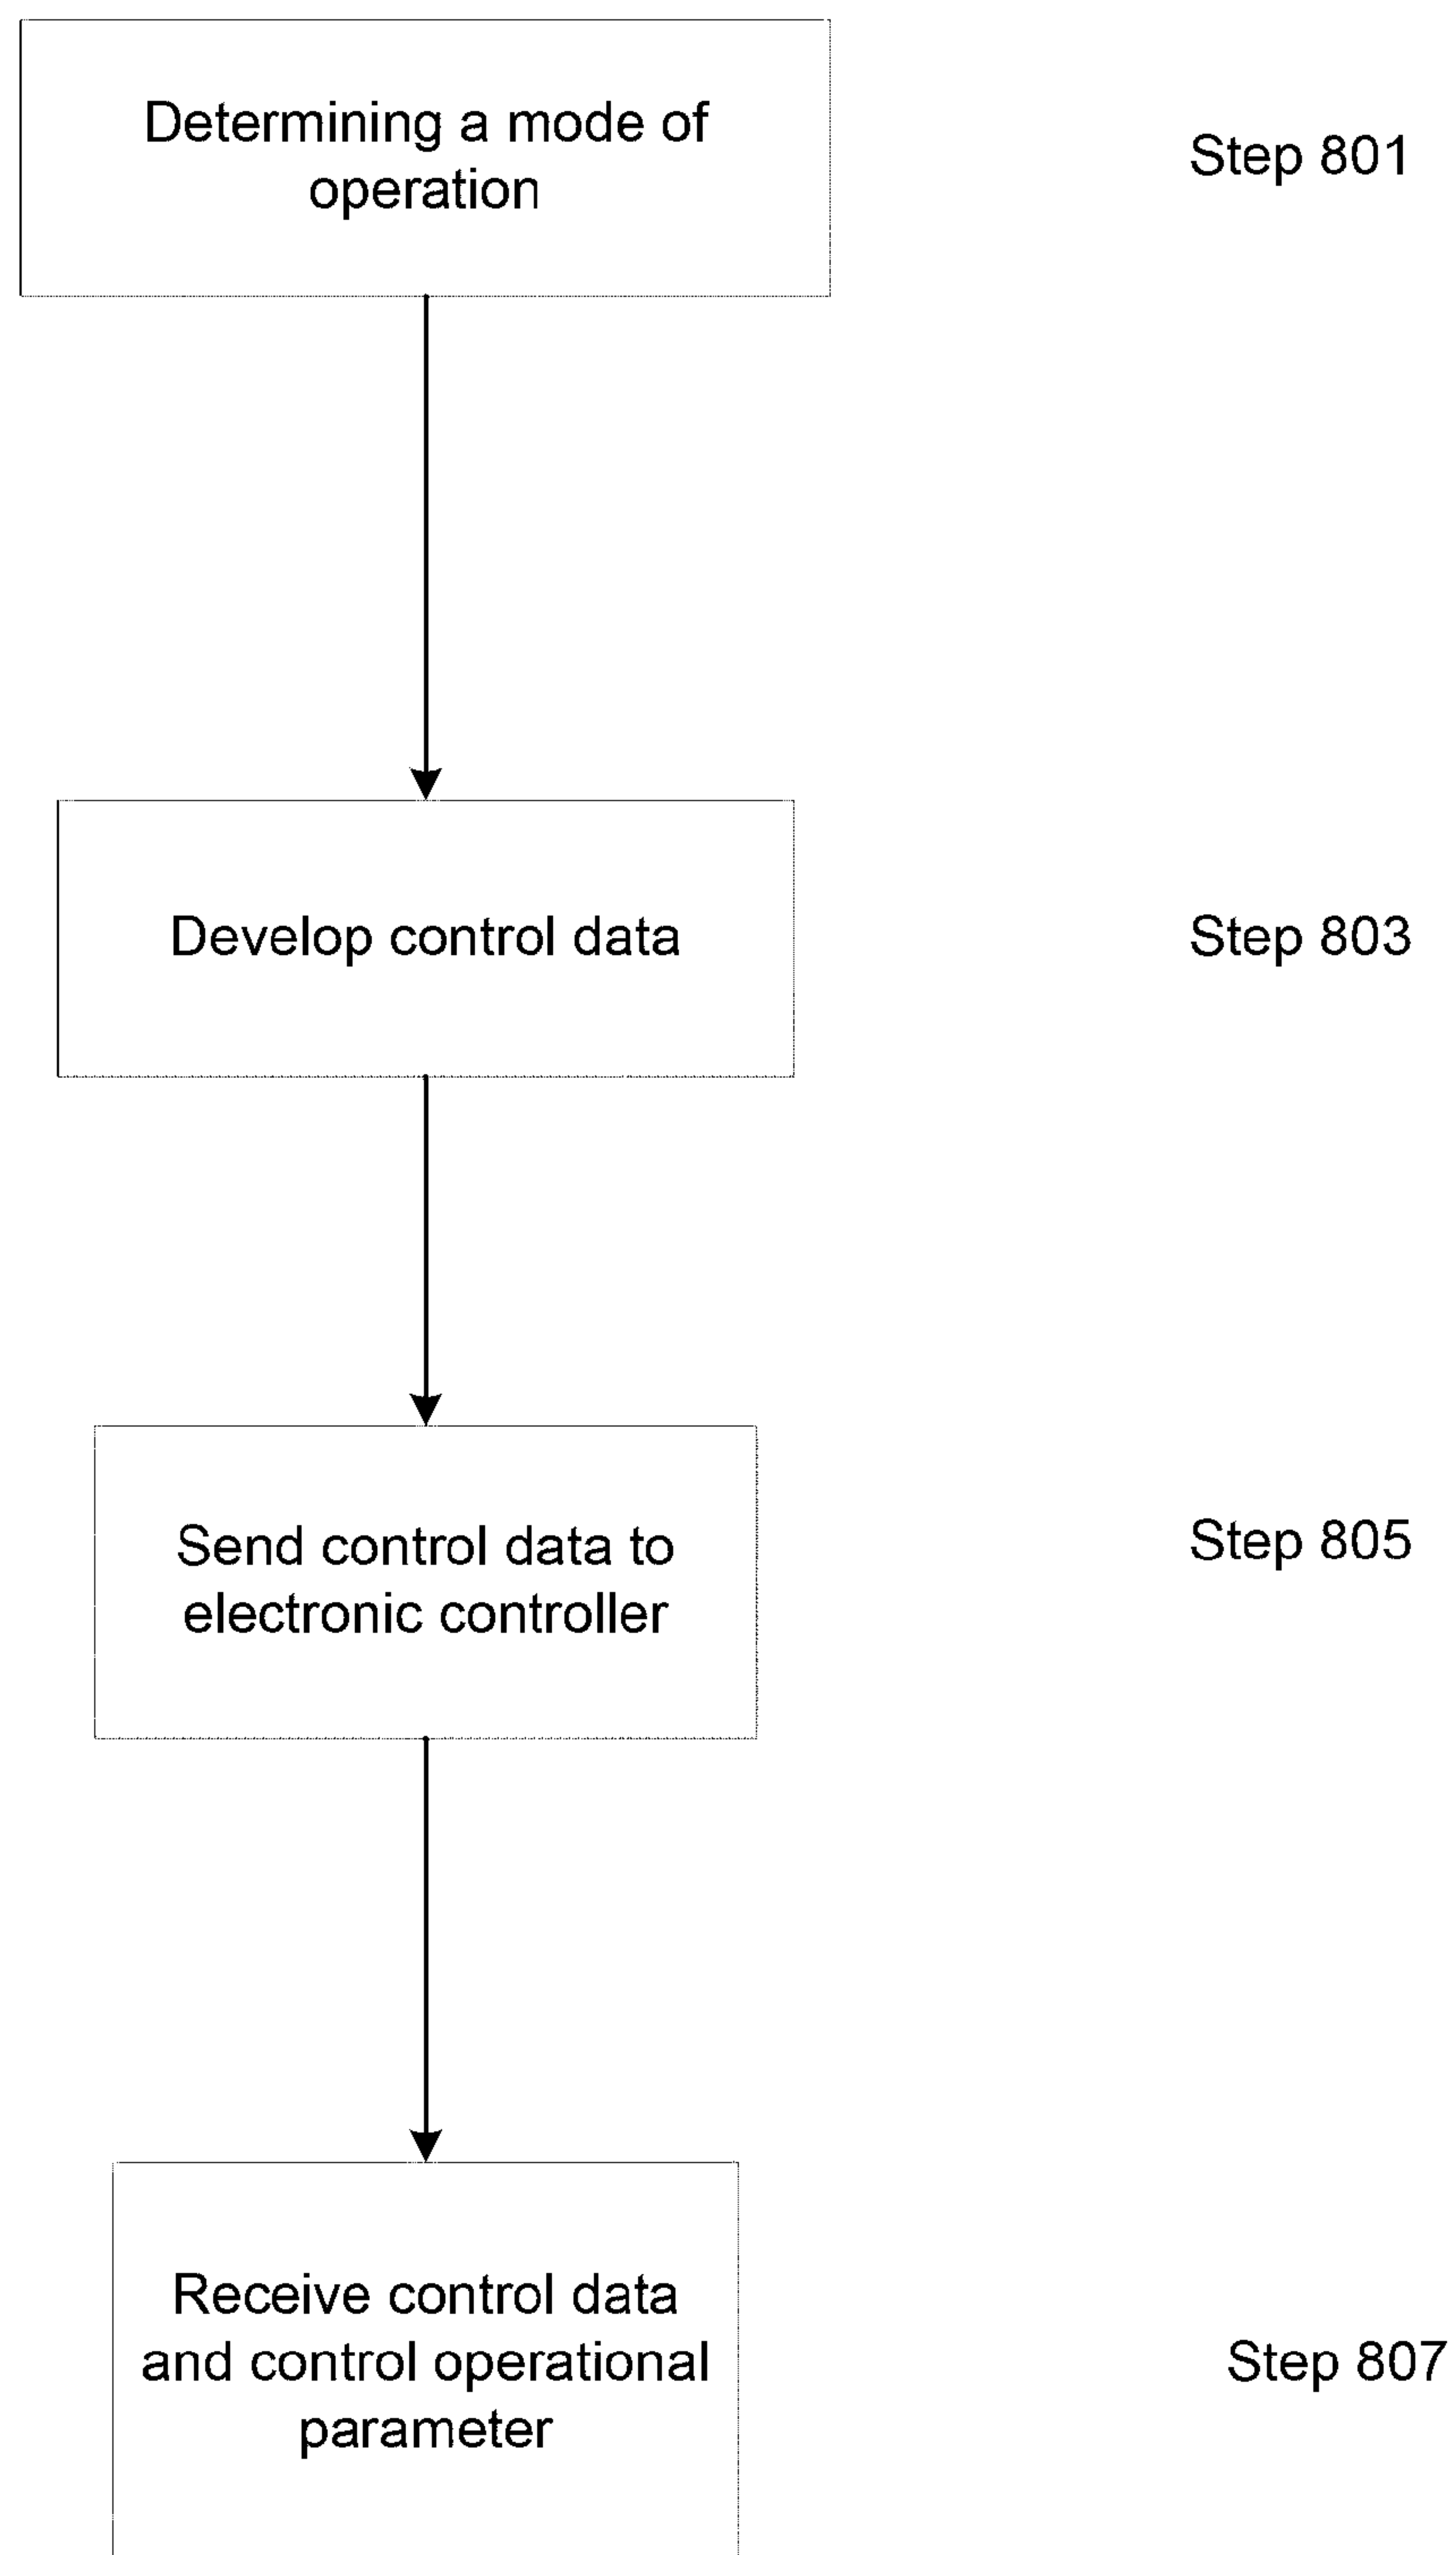 Determining a mode of
operation
Step 801
Develop control data
Step 803
Send control data to
electronic controller
Step 805
Receive control data
and control operational
parameter
Step 807